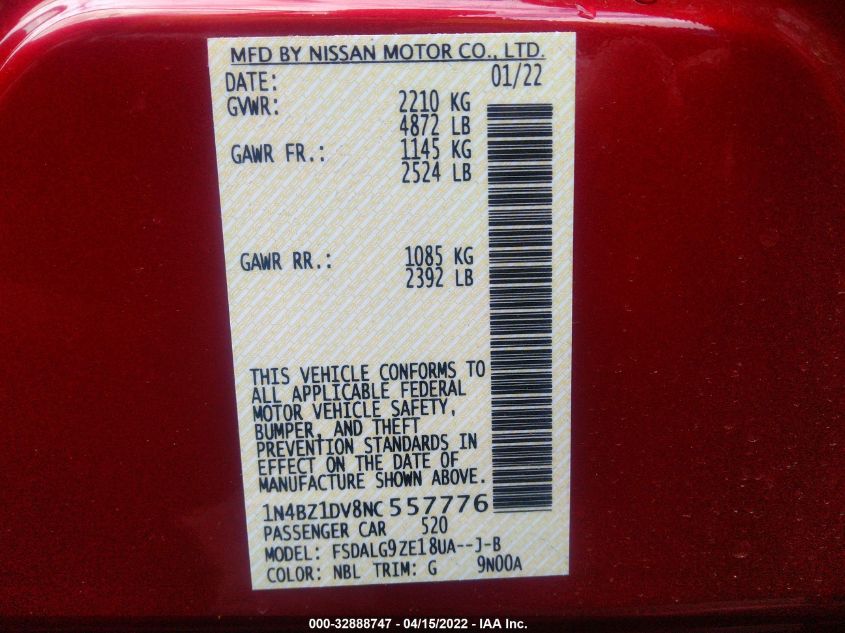 MFD BY NISSAN MOTOR CO., LTD.
DATE: 01/22
GVWR: 2210 KG
4872 LB
GAWR FR.: 1145 KG
2524 LB
GAWR RR.: 1085 KG
2392 LB
THIS VEHICLE CONFORMS TO
ALL APPLICABLE FEDERAL
MOTOR VEHICLE SAFETY,
BUMPER, AND THEFT
PREVENTION STANDARDS IN
EFFECT ON THE DATE OF
MANUFACTURE SHOWN ABOVE.
1N4BZ1DV8NC557776
PASSENGER CAR 520
MODEL: FSDALG9ZE18UA--J-B
COLOR: NBL TRIM: G 9N00A
000-32888747 - 04/15/2022 - IAA Inc.